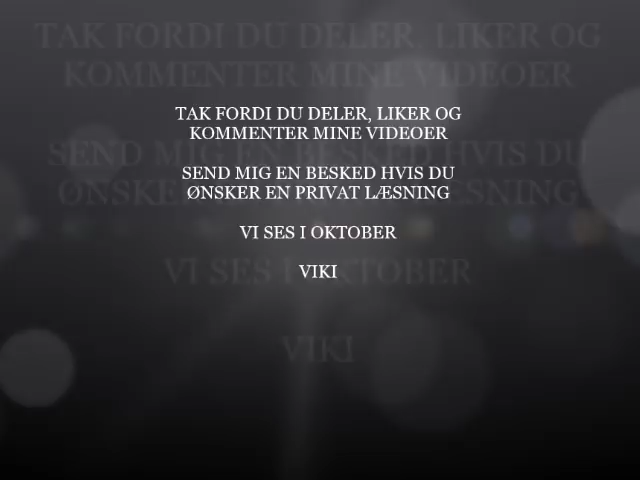 TAK FORDI DU DELER, LIKER OG
KOMMENTER MINE VIDEOER
SEND MIG EN BESKED HVIS DU
ØNSKER EN PRIVAT LÆSNING
VI SES I OKTOBER
VIKI